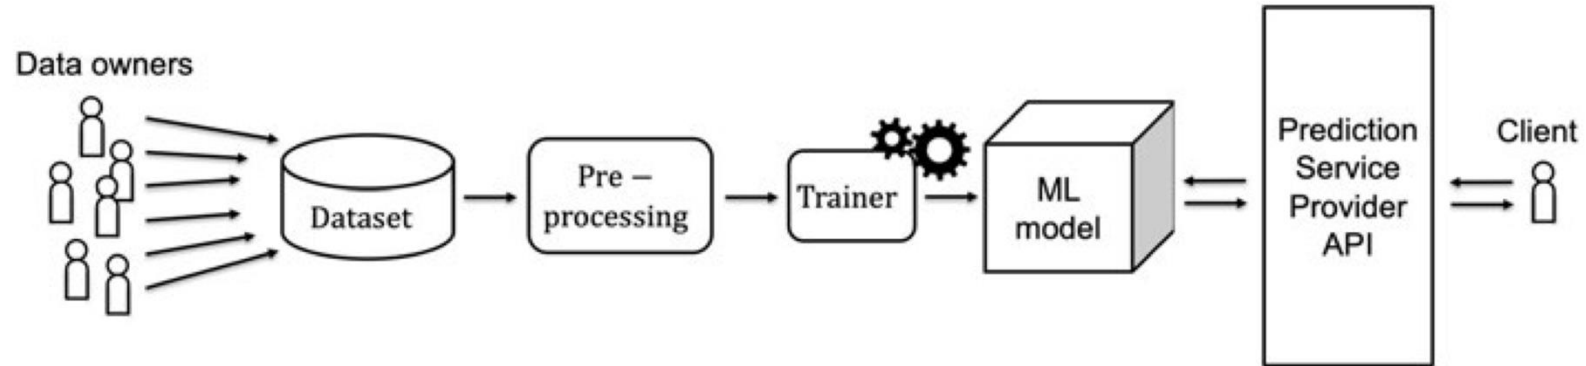 Data owners
Dataset
Pre –
processing
Trainer
ML
model
Prediction
Service
Provider
API
Client